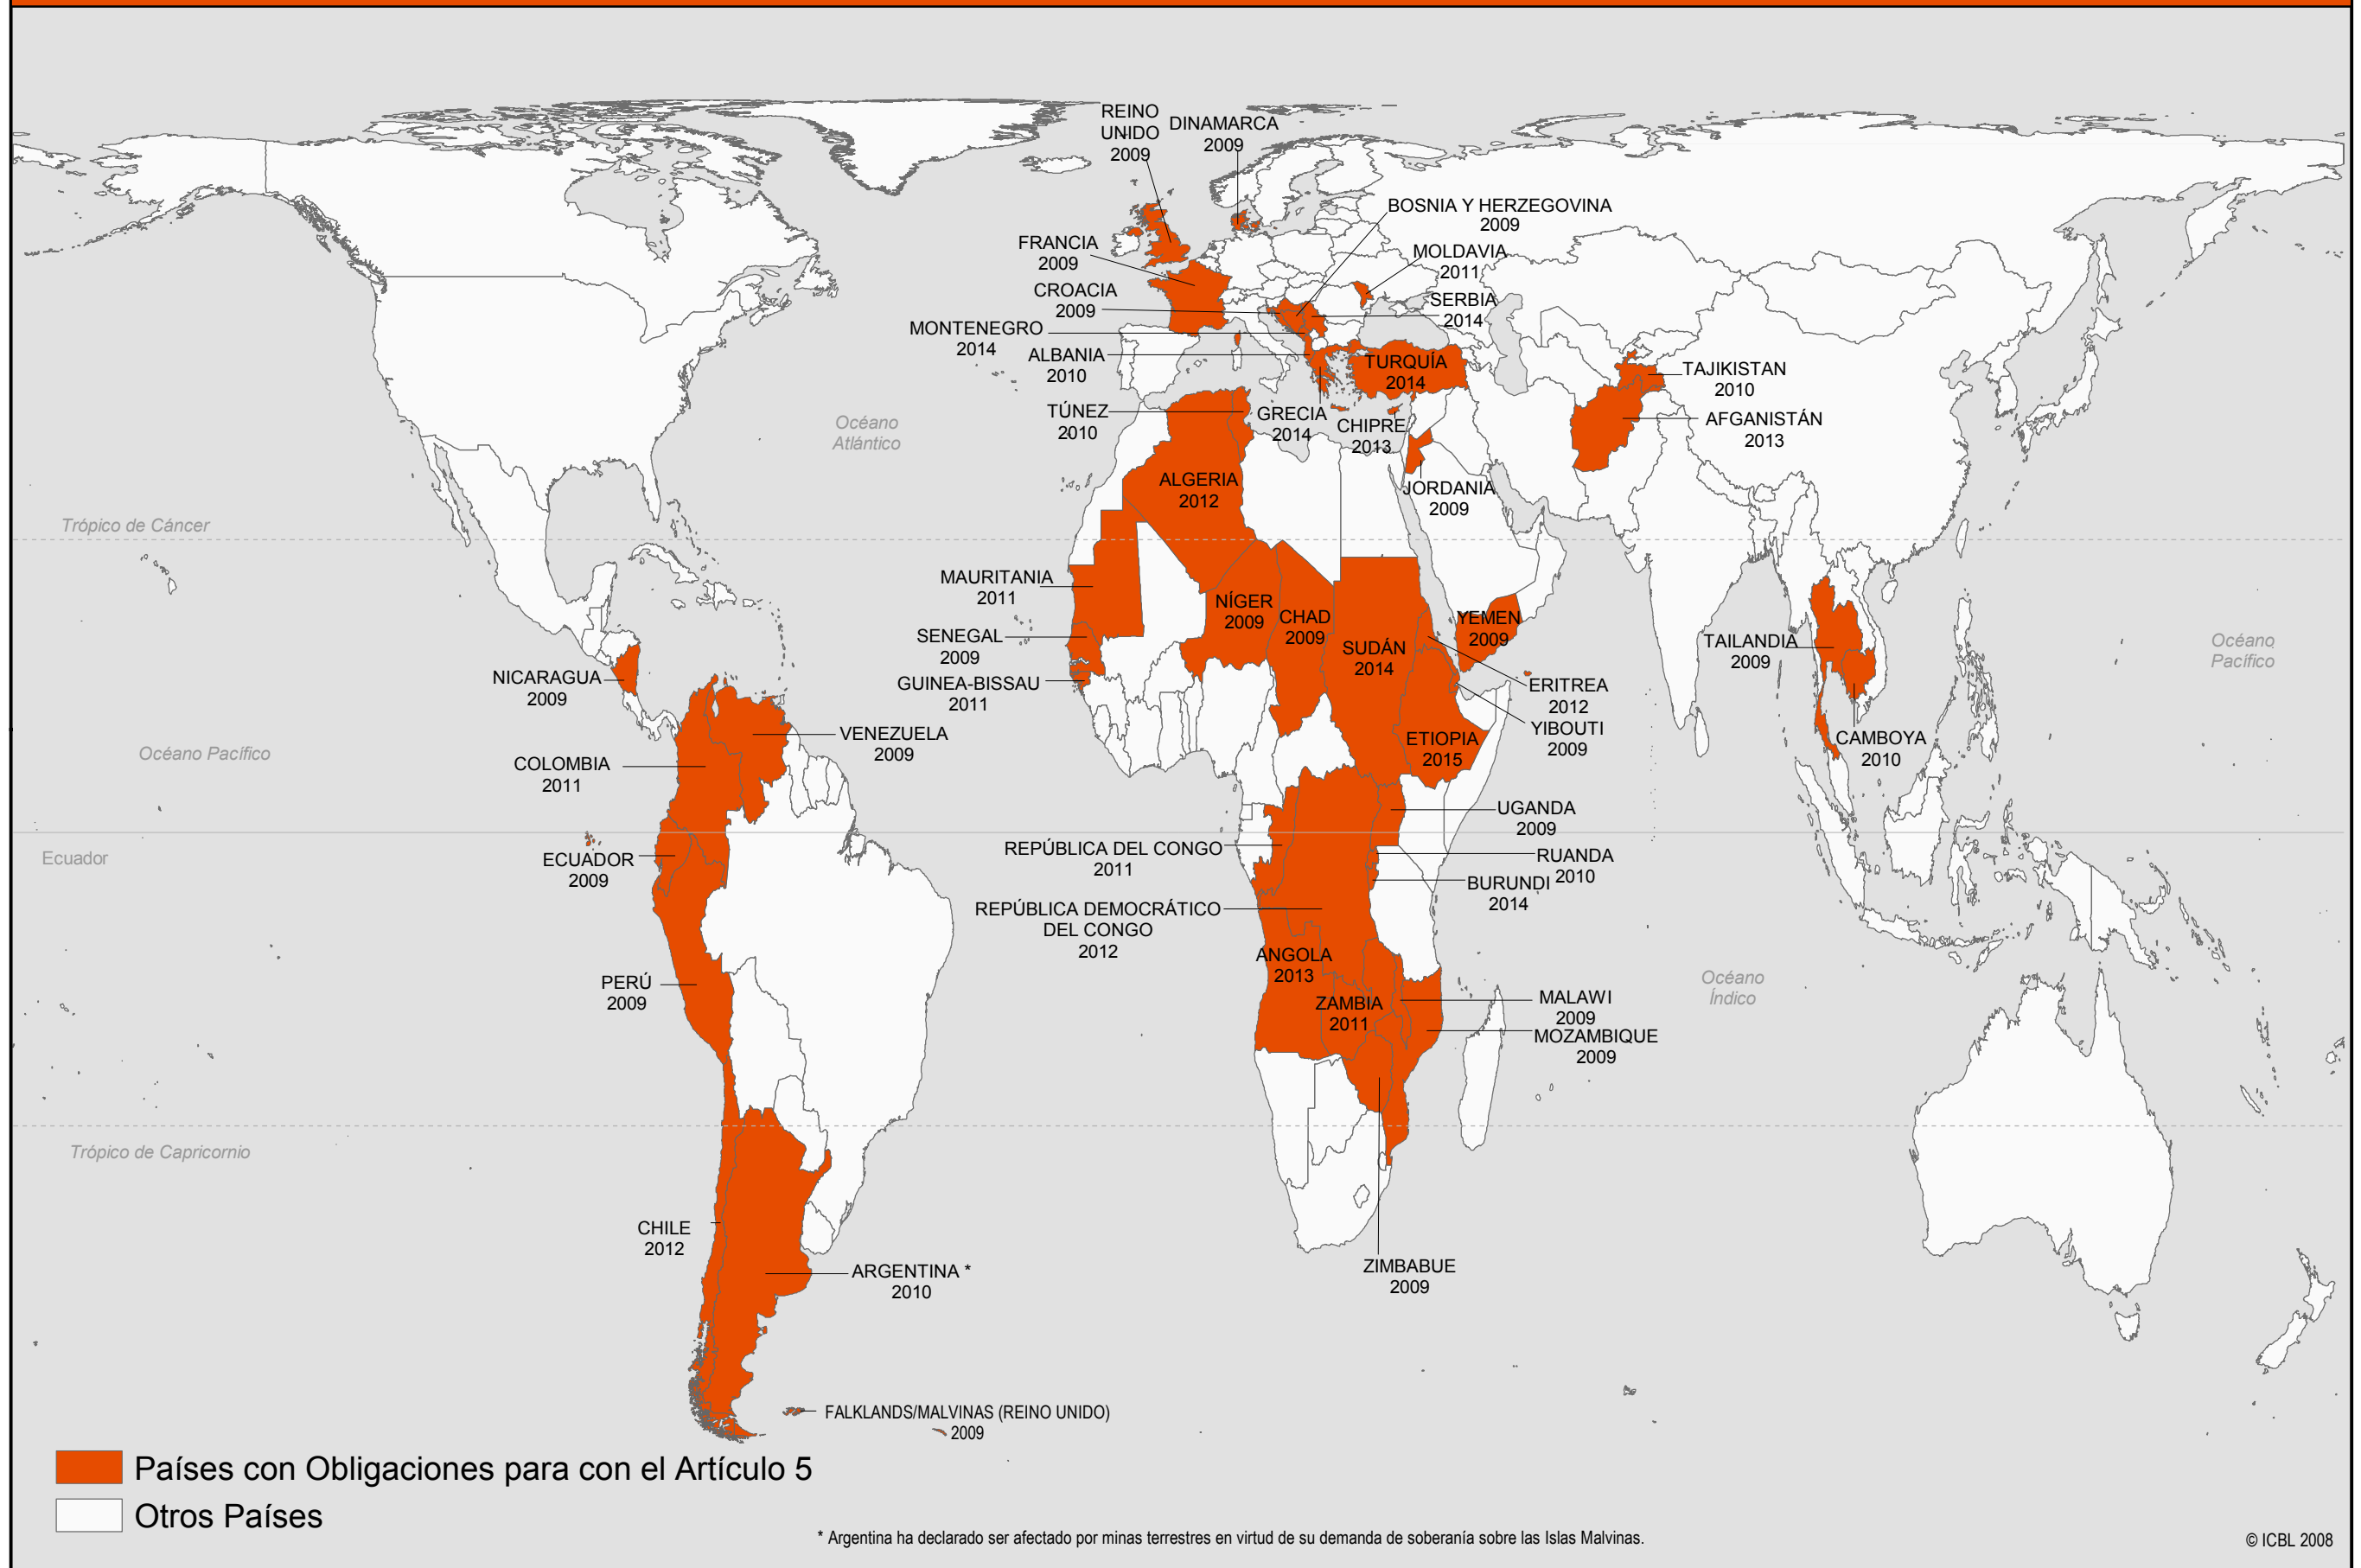 REINO
UNIDO
2009
DINAMARCA
2009
BOSNIA Y HERZEGOVINA
2009
FRANCIA
2009
MOLDAVIA
2011
CROACIA
2009
SERBIA
2014
MONTENEGRO
2014
ALBANIA
2010
TURQUÍA
2014
TAJIKISTAN
2010
TÚNEZ
2010
GRECIA
2014
CHIPRE
2013
AFGANISTÁN
2013
Océano
Atlántico
ALGERIA
2012
JORDANIA
2009
Trópico de Cáncer
MAURITANIA
2011
NÍGER
2009
CHAD
2009
YEMEN
2009
SENEGAL
2009
SUDÁN
2014
TAILANDIA
2009
Océano
Pacífico
NICARAGUA
2009
GUINEA-BISSAU
2011
ERITREA
2012
YIBOUTI
2009
VENEZUELA
2009
ETIOPIA
2015
CAMBOYA
2010
Océano Pacífico
COLOMBIA
2011
UGANDA
2009
Ecuador
ECUADOR
2009
REPÚBLICA DEL CONGO
2011
RUANDA
2010
BURUNDI
2014
REPÚBLICA DEMOCRÁTICO
DEL CONGO
2012
ANGOLA
2013
PERÚ
2009
Océano
Índico
ZAMBIA
2011
MALAWI
2009
MOZAMBIQUE
2009
Trópico de Capricornio
CHILE
2012
ARGENTINA *
2010
ZIMBABUE
2009
FALKLANDS/MALVINAS (REINO UNIDO)
2009
Países con Obligaciones para con el Artículo 5
Otros Países
* Argentina ha declarado ser afectado por minas terrestres en virtud de su demanda de soberanía sobre las Islas Malvinas.
© ICBL 2008